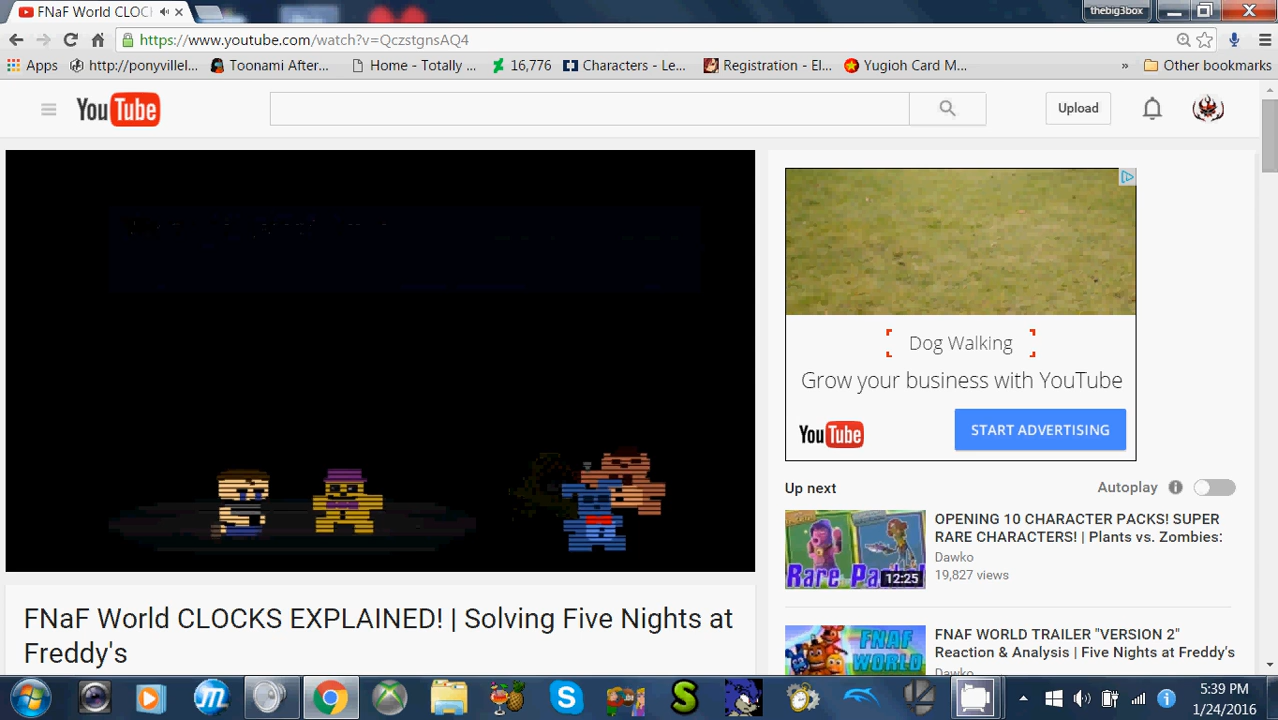 FNaF World CLOC
thebig3box
https://www.youtube.com/watch?v=QczstgnsAQ4
Apps
http://ponyvillel...
Toonami After...
Home - Totally ...
16,776
Characters - Le...
Registration - El...
Yugioh Card M...
»
Other bookmarks
YouTube
Upload
Dog Walking
Grow your business with YouTube
YouTube
START ADVERTISING
Up next
Autoplay
OPENING 10 CHARACTER PACKS! SUPER
RARE CHARACTERS! | Plants vs. Zombies:
Dawko
19,827 views
Rare Packs!
12:25
FNAF WORLD TRAILER "VERSION 2"
Reaction & Analysis | Five Nights at Freddy's
Dawko
FNAF
WORLD
FNaF World CLOCKS EXPLAINED! | Solving Five Nights at
Freddy's
5:39 PM
1/24/2016